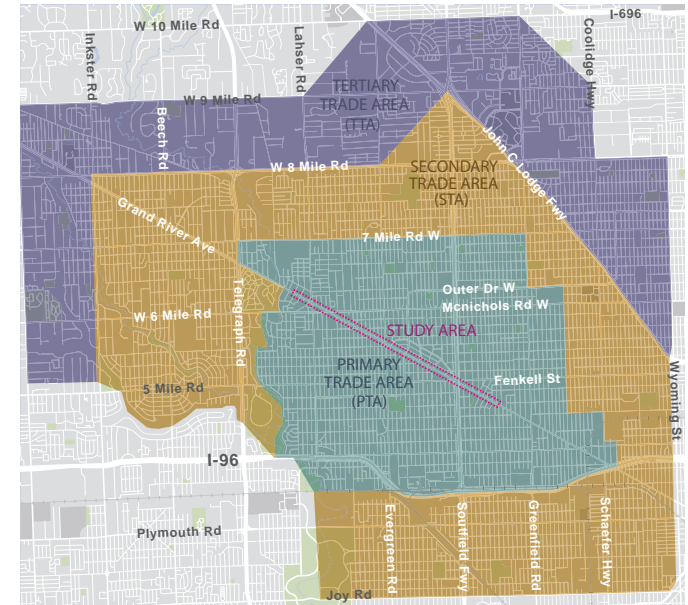 I-696
W 10 Mile Rd
Lahser Rd
Coolidge Hwy
Inkster Rd
TERTIARY
TRADE AREA
(TTA)
W 9 Mile Rd
Beech Rd
John C Lodge Fwy
W 8 Mile Rd
SECONDARY
TRADE AREA
(STA)
Grand River Ave
7 Mile Rd W
Telegraph Rd
Outer Dr W
Mcnichols Rd W
W 6 Mile Rd
STUDY AREA
PRIMARY
TRADE AREA
(PTA)
Fenkell St
5 Mile Rd
Wyoming St
I-96
Plymouth Rd
Evergreen Rd
Soutfield Fwy
Greenfield Rd
Schaefer Hwy
Joy Rd